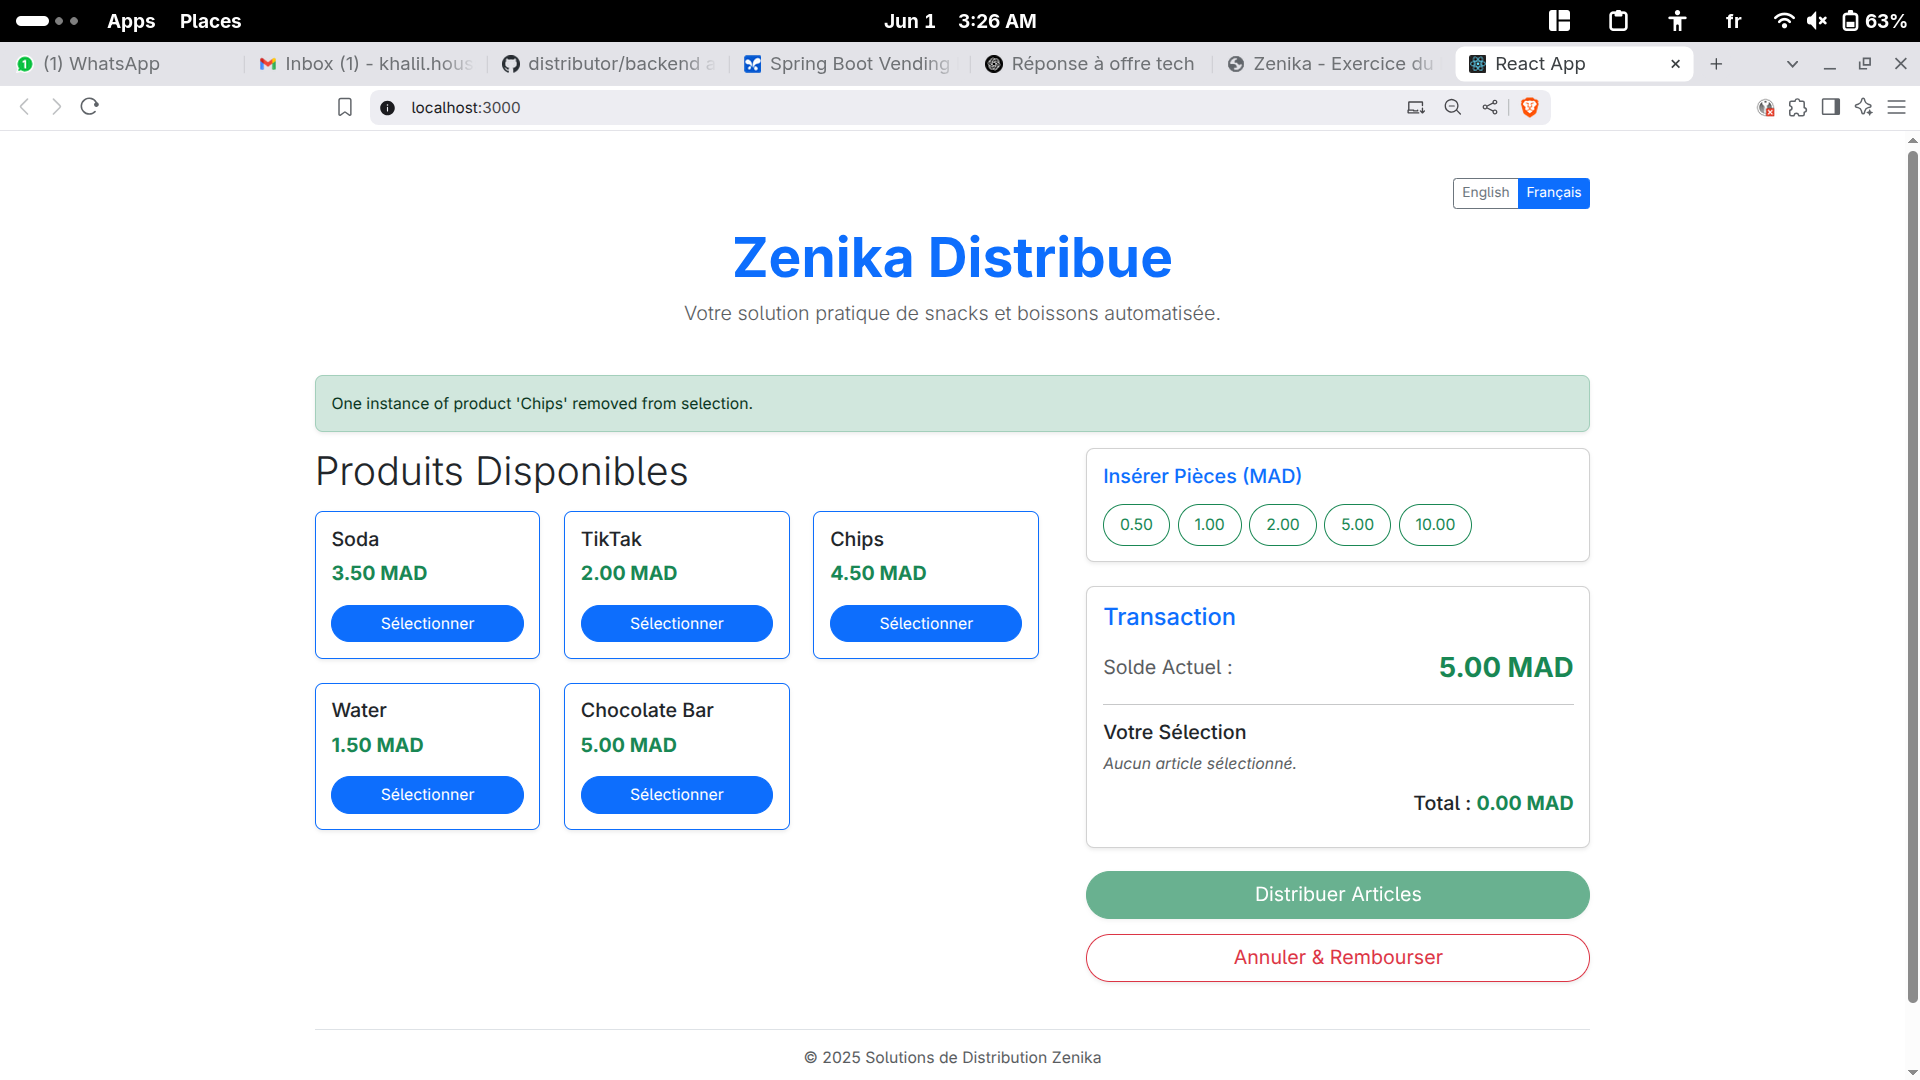 Apps Places Jun 1 3:26 AM fr 63%
(1) WhatsApp Inbox (1) - khalil.hous distributor/backend a Spring Boot Vending Réponse à offre tech Zenika - Exercice du React App
localhost:3000
English Français
Zenika Distribue
Votre solution pratique de snacks et boissons automatisée.
One instance of product 'Chips' removed from selection.
Produits Disponibles
Soda
3.50 MAD
Sélectionner
TikTak
2.00 MAD
Sélectionner
Chips
4.50 MAD
Sélectionner
Water
1.50 MAD
Sélectionner
Chocolate Bar
5.00 MAD
Sélectionner
Insérer Pièces (MAD)
0.50 1.00 2.00 5.00 10.00
Transaction
Solde Actuel : 5.00 MAD
Votre Sélection
Aucun article sélectionné.
Total : 0.00 MAD
Distribuer Articles
Annuler & Rembourser
© 2025 Solutions de Distribution Zenika